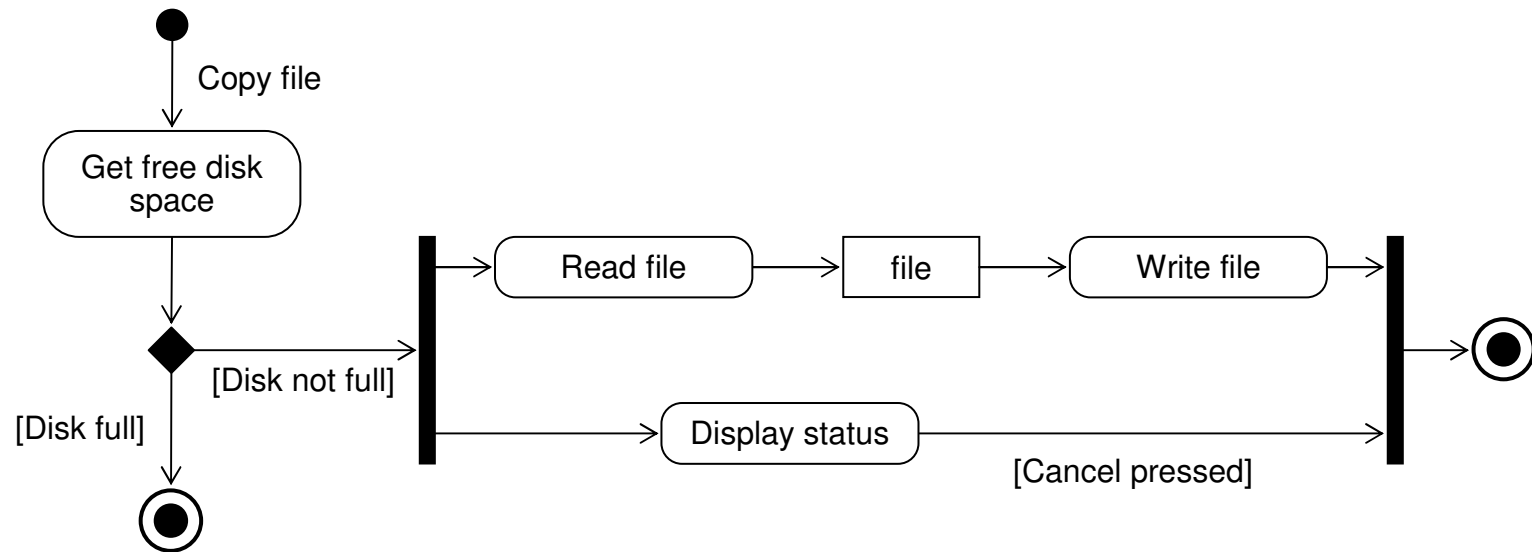 Copy file
Get free disk
space
Read file
file
Write file
[Disk not full]
[Disk full]
Display status
[Cancel pressed]